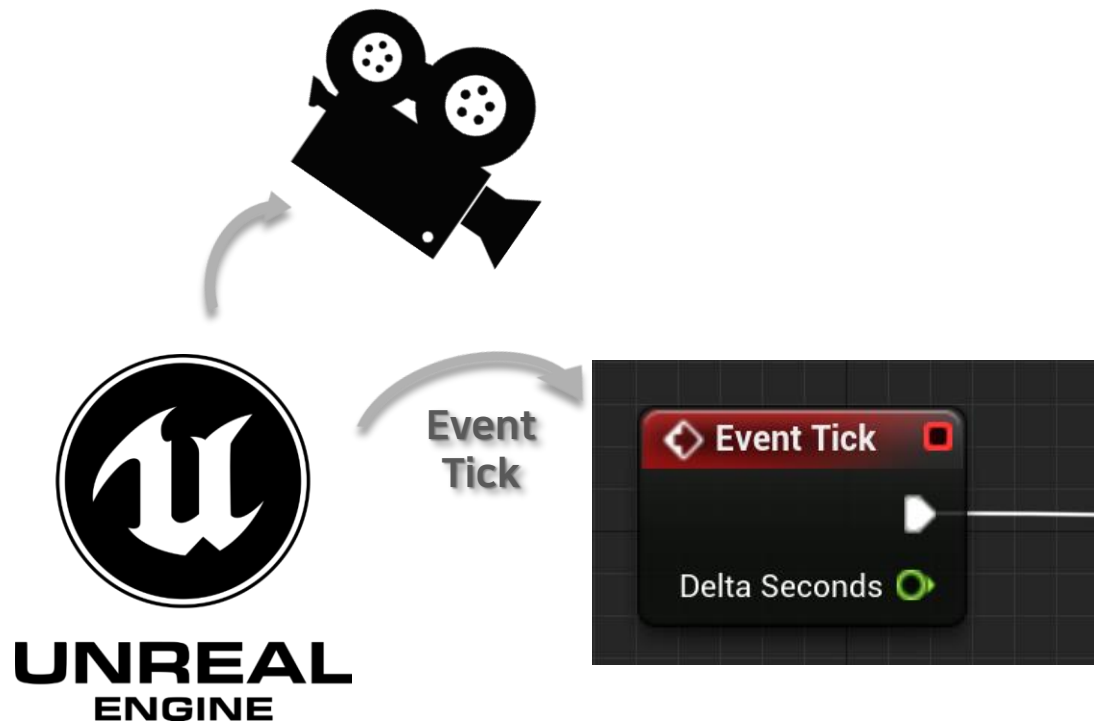 Event
Tick
Event Tick
Delta Seconds
UNREAL
ENGINE